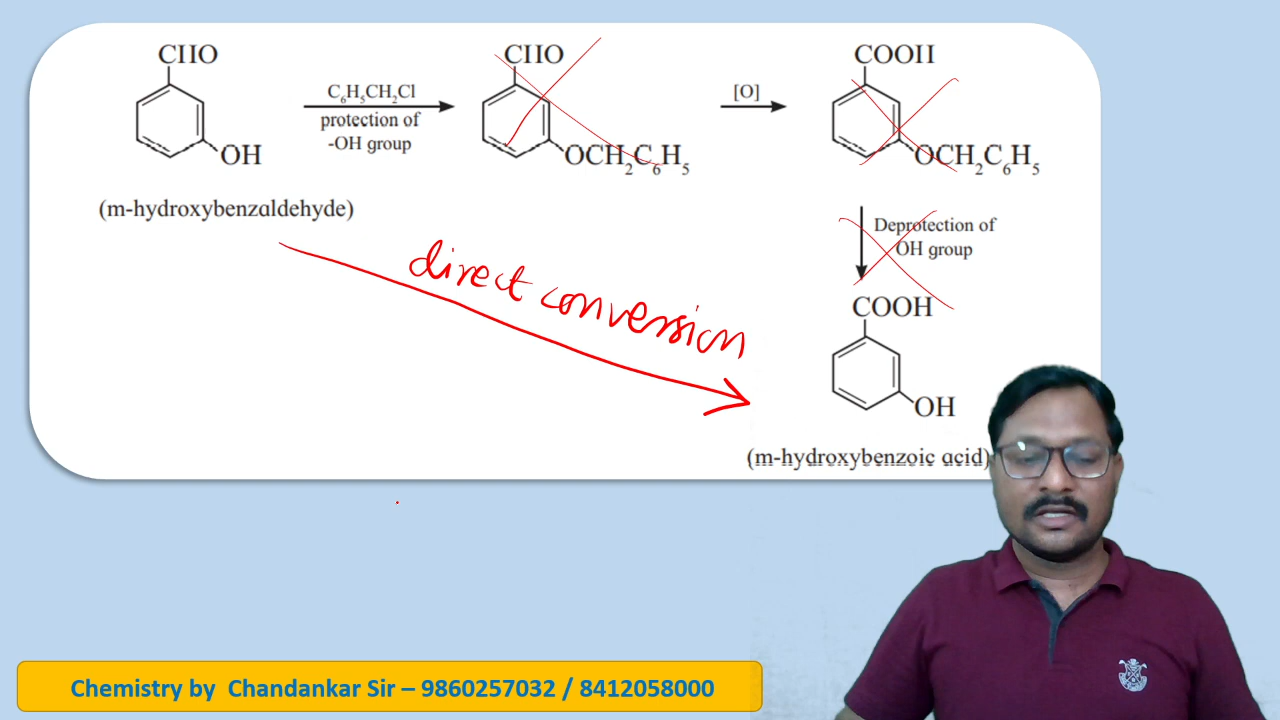 CHO
OH
(m-hydroxybenzaldehyde)
C₆H₅CH₂Cl
protection of
-OH group
CHO
OCH₂C₆H₅
[O]
COOH
OCH₂C₆H₅
Deprotection of
OH group
COOH
OH
(m-hydroxybenzoic acid)
direct conversion
Chemistry by Chandankar Sir – 9860257032 / 8412058000